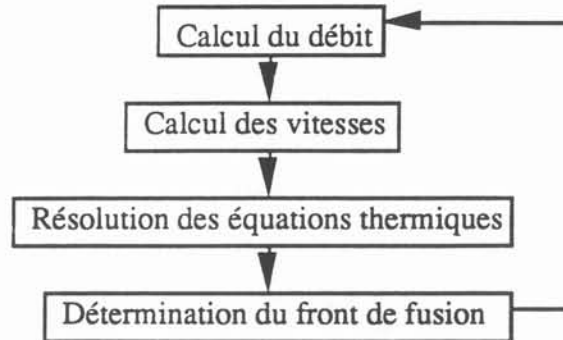 Calcul du débit
Calcul des vitesses
Résolution des équations thermiques
Détermination du front de fusion